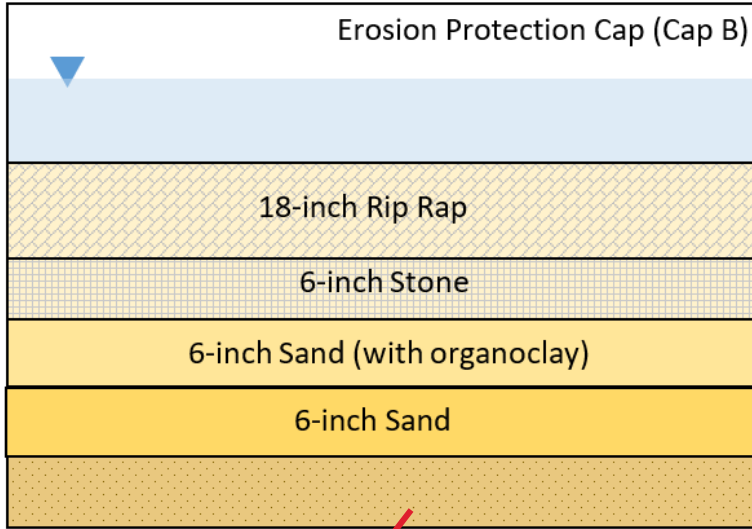 Erosion Protection Cap (Cap B)
18-inch Rip Rap
6-inch Stone
6-inch Sand (with organoclay)
6-inch Sand